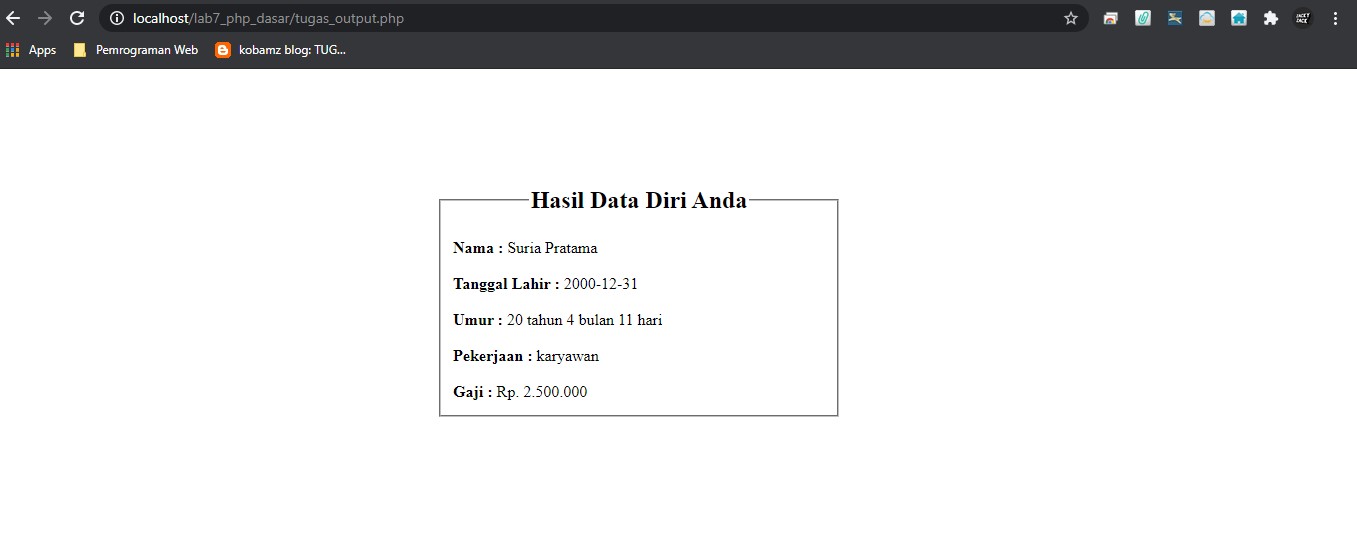 localhost/lab7_php_dasar/tugas_output.php
Apps Pemrograman Web kobamz blog: TUG...
Hasil Data Diri Anda
Nama : Suria Pratama
Tanggal Lahir : 2000-12-31
Umur : 20 tahun 4 bulan 11 hari
Pekerjaan : karyawan
Gaji : Rp. 2.500.000